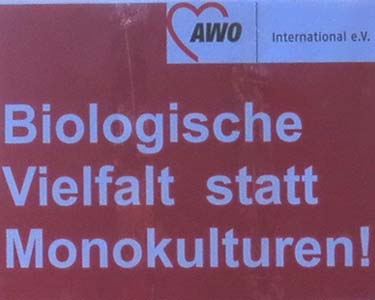 AWO
International e.V.
Biologische
Vielfalt statt
Monokulturen!